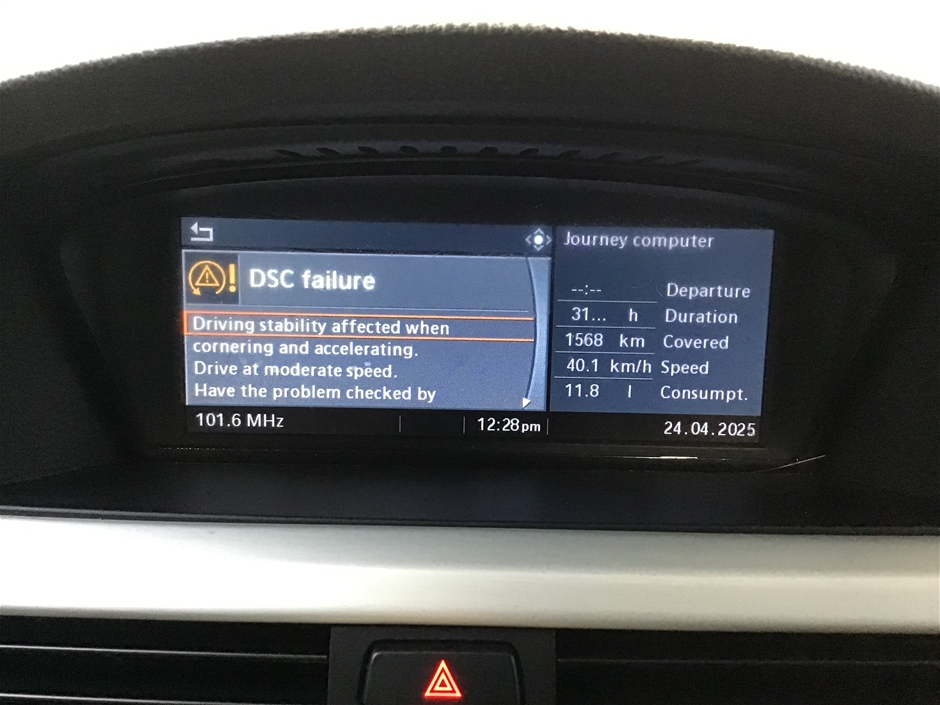 DSC failure
Driving stability affected when
cornering and accelerating.
Drive at moderate speed.
Have the problem checked by
Journey computer
--:-- Departure
31... h Duration
1568 km Covered
40.1 km/h Speed
11.8 l Consumpt.
101.6 MHz 12:28pm 24.04.2025